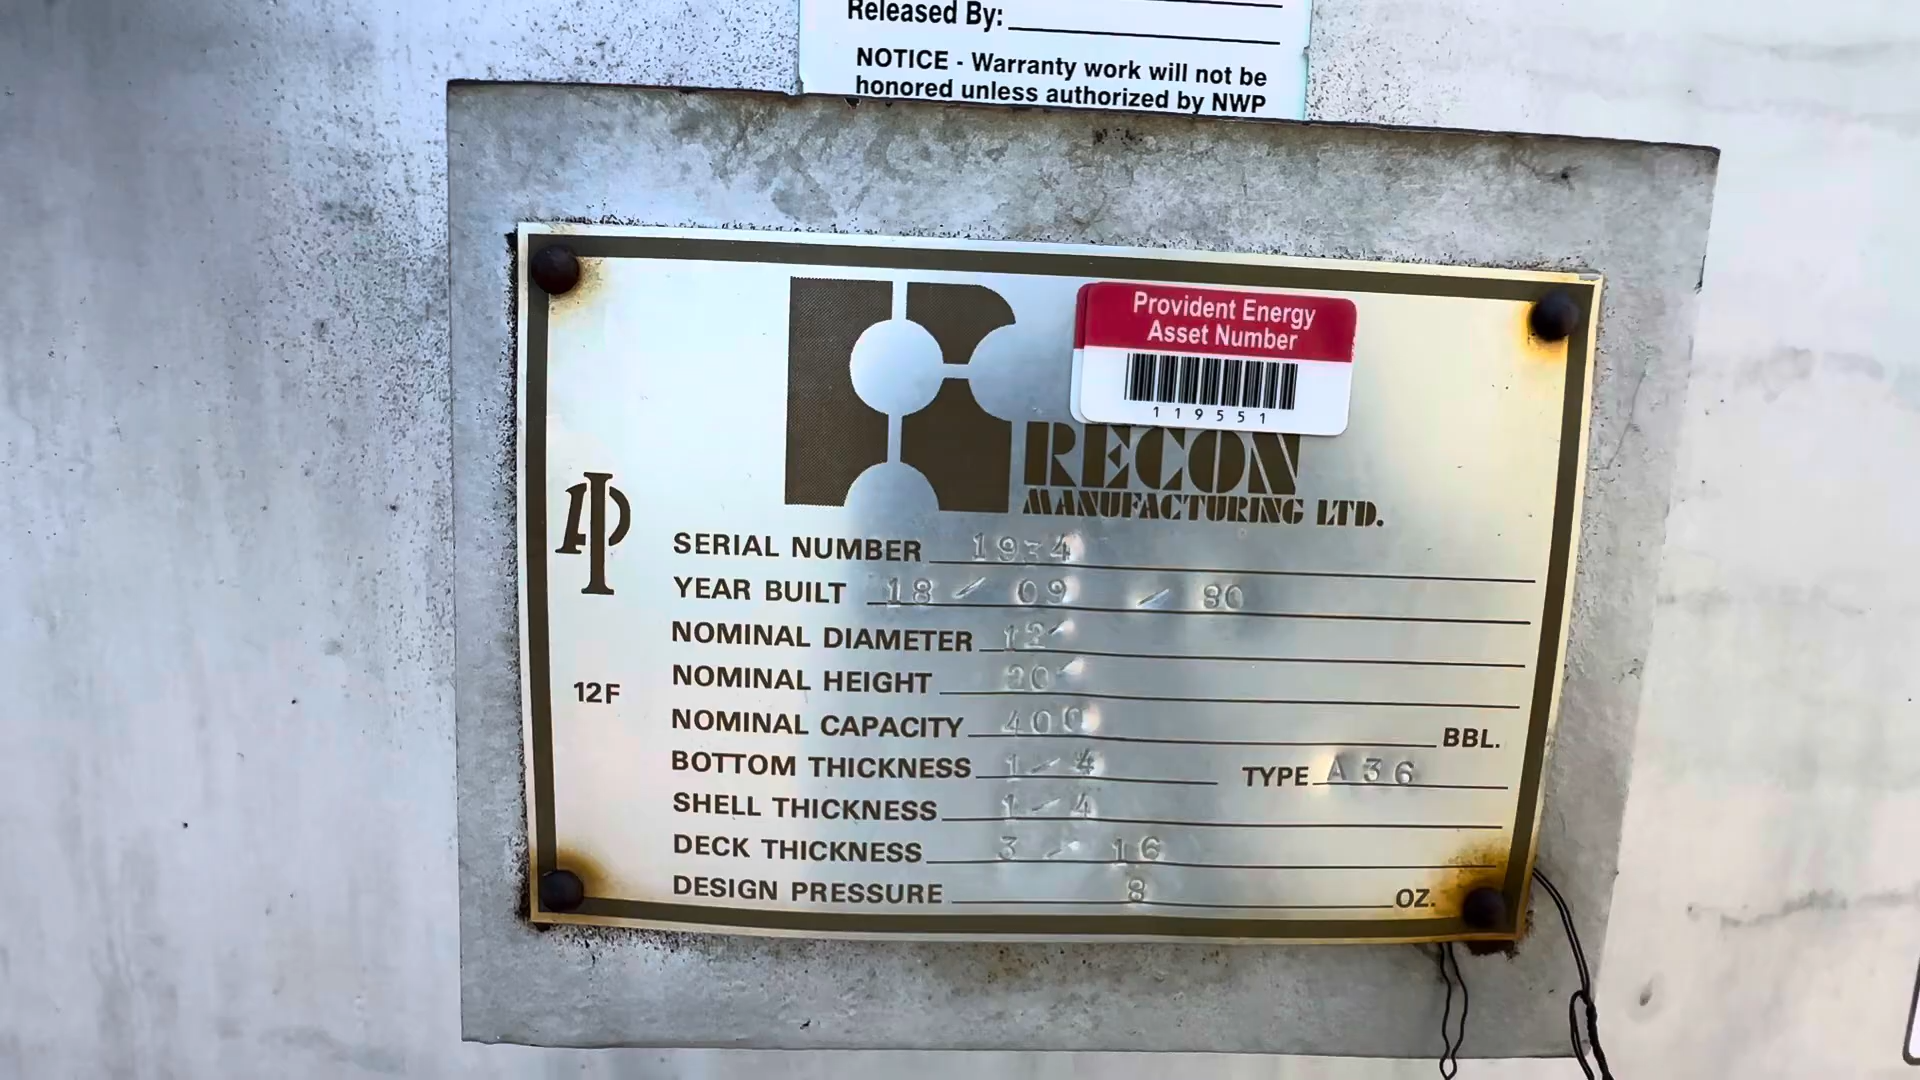 Released By:
NOTICE - Warranty work will not be
honored unless authorized by NWP
Provident Energy
Asset Number
119551
RECON
MANUFACTURING LTD.
API
12F
SERIAL NUMBER 1934
YEAR BUILT 18 / 09 / 80
NOMINAL DIAMETER 12'
NOMINAL HEIGHT 20'
NOMINAL CAPACITY 400 BBL.
BOTTOM THICKNESS 1/4 TYPE A36
SHELL THICKNESS 1/4
DECK THICKNESS 3/16
DESIGN PRESSURE 8 OZ.